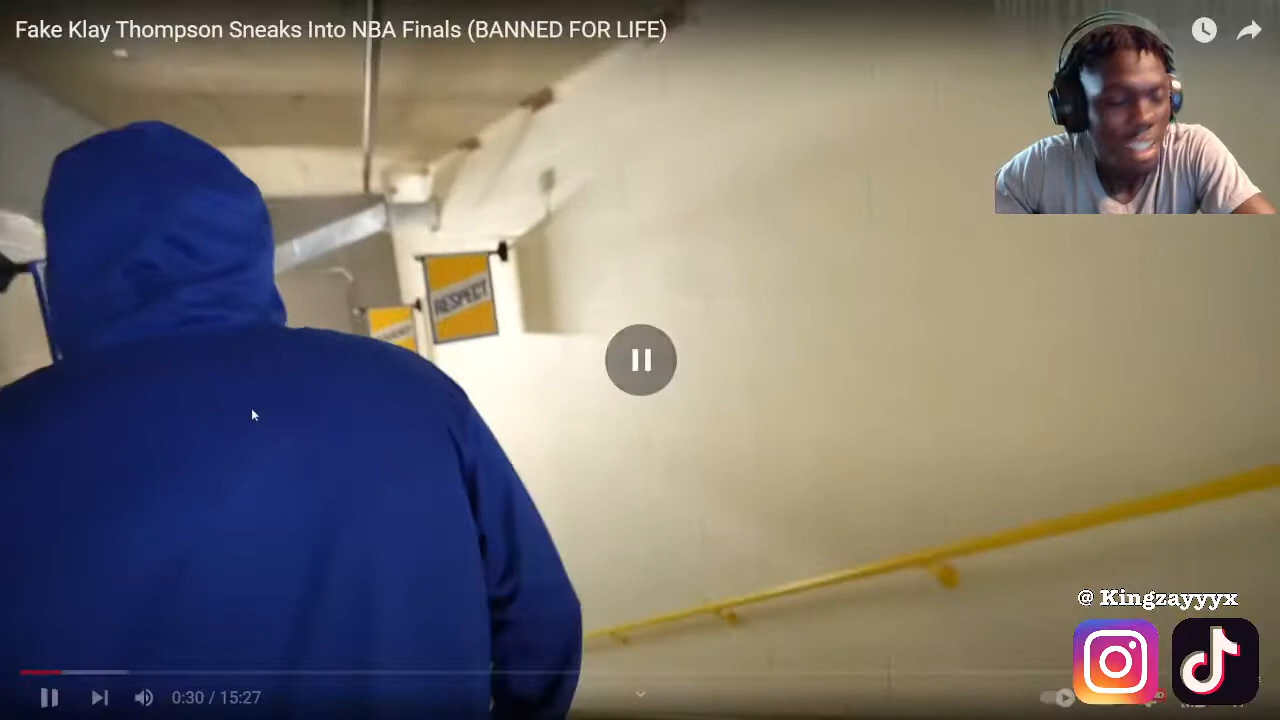 Fake Klay Thompson Sneaks Into NBA Finals (BANNED FOR LIFE)
RESPECT
@ Kingzayyyx
0:30 / 15:27